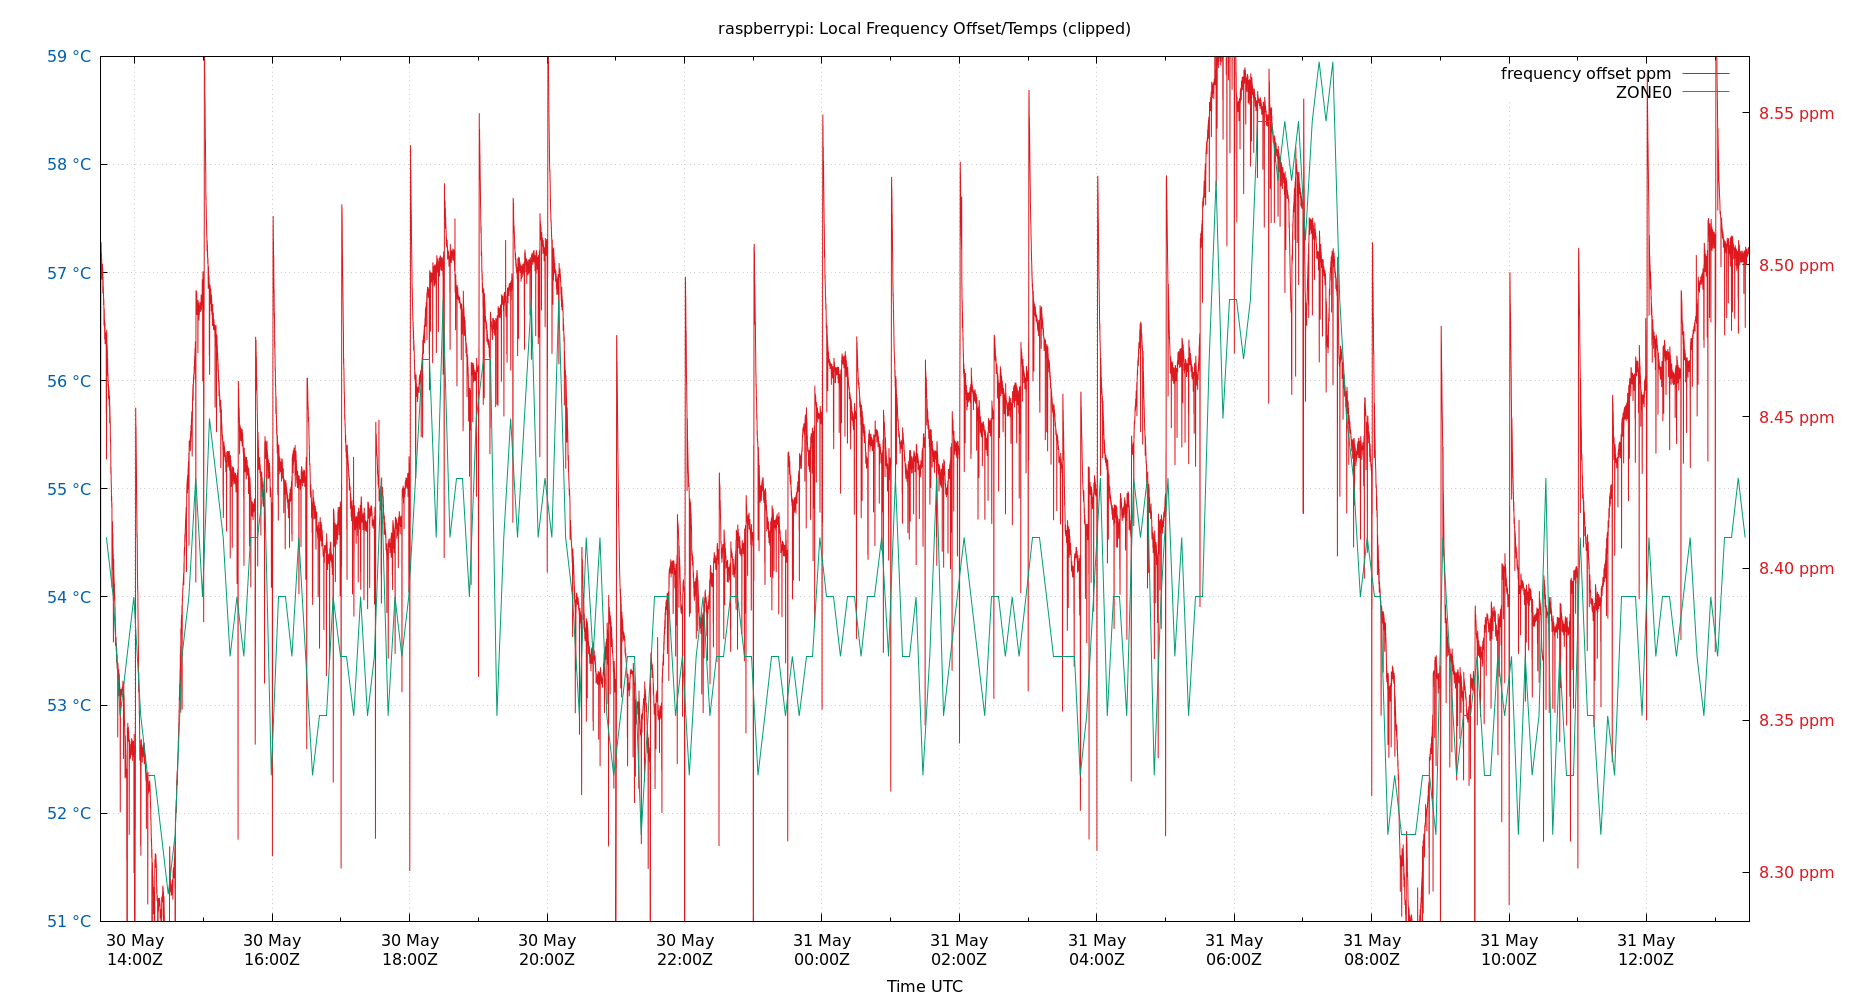 raspberrypi: Local Frequency Offset/Temps (clipped)
59 °C
58 °C
57 °C
56 °C
55 °C
54 °C
53 °C
52 °C
51 °C
frequency offset ppm
ZONE0
8.55 ppm
8.50 ppm
8.45 ppm
8.40 ppm
8.35 ppm
8.30 ppm
30 May 30 May 30 May 30 May 30 May 31 May 31 May 31 May 31 May 31 May 31 May 31 May
14:00Z 16:00Z 18:00Z 20:00Z 22:00Z 00:00Z 02:00Z 04:00Z 06:00Z 08:00Z 10:00Z 12:00Z
Time UTC